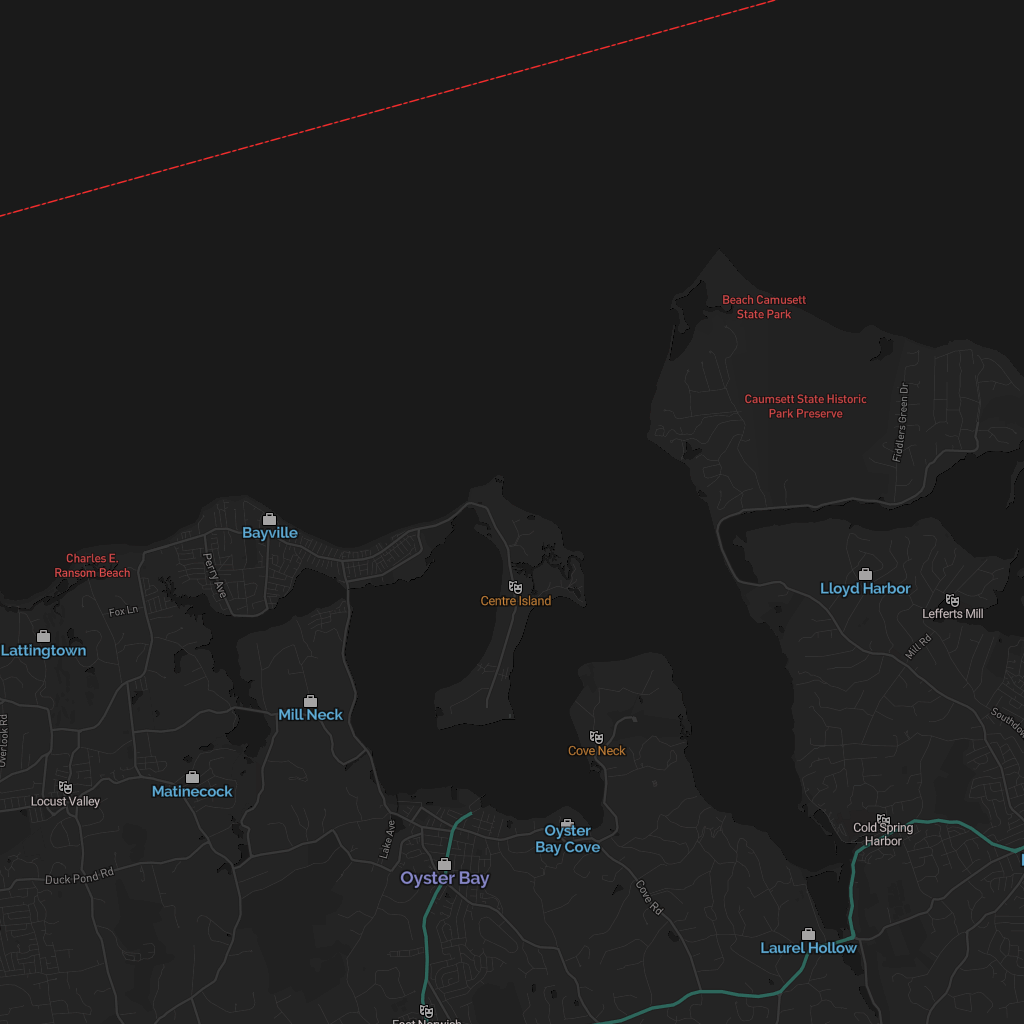 Beach Camusett
State Park
Caumsett State Historic
Park Preserve
Fiddlers Green Dr
Bayville
Charles E.
Ransom Beach
Perry Ave
Fox Ln
Centre Island
Lloyd Harbor
Lefferts Mill
Lattingtown
Mill Rd
Mill Neck
Overlook Rd
Cove Neck
Matinecock
Locust Valley
Oyster
Bay Cove
Cold Spring
Harbor
Lake Ave
Oyster Bay
Duck Pond Rd
Cove Rd
Laurel Hollow
East Norwich